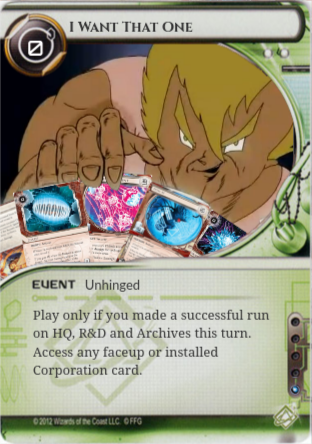 0
I Want That One
EVENT Unhinged
Play only if you made a successful run
on HQ, R&D and Archives this turn.
Access any faceup or installed
Corporation card.
© 2012 Wizards of the Coast LLC. © FFG